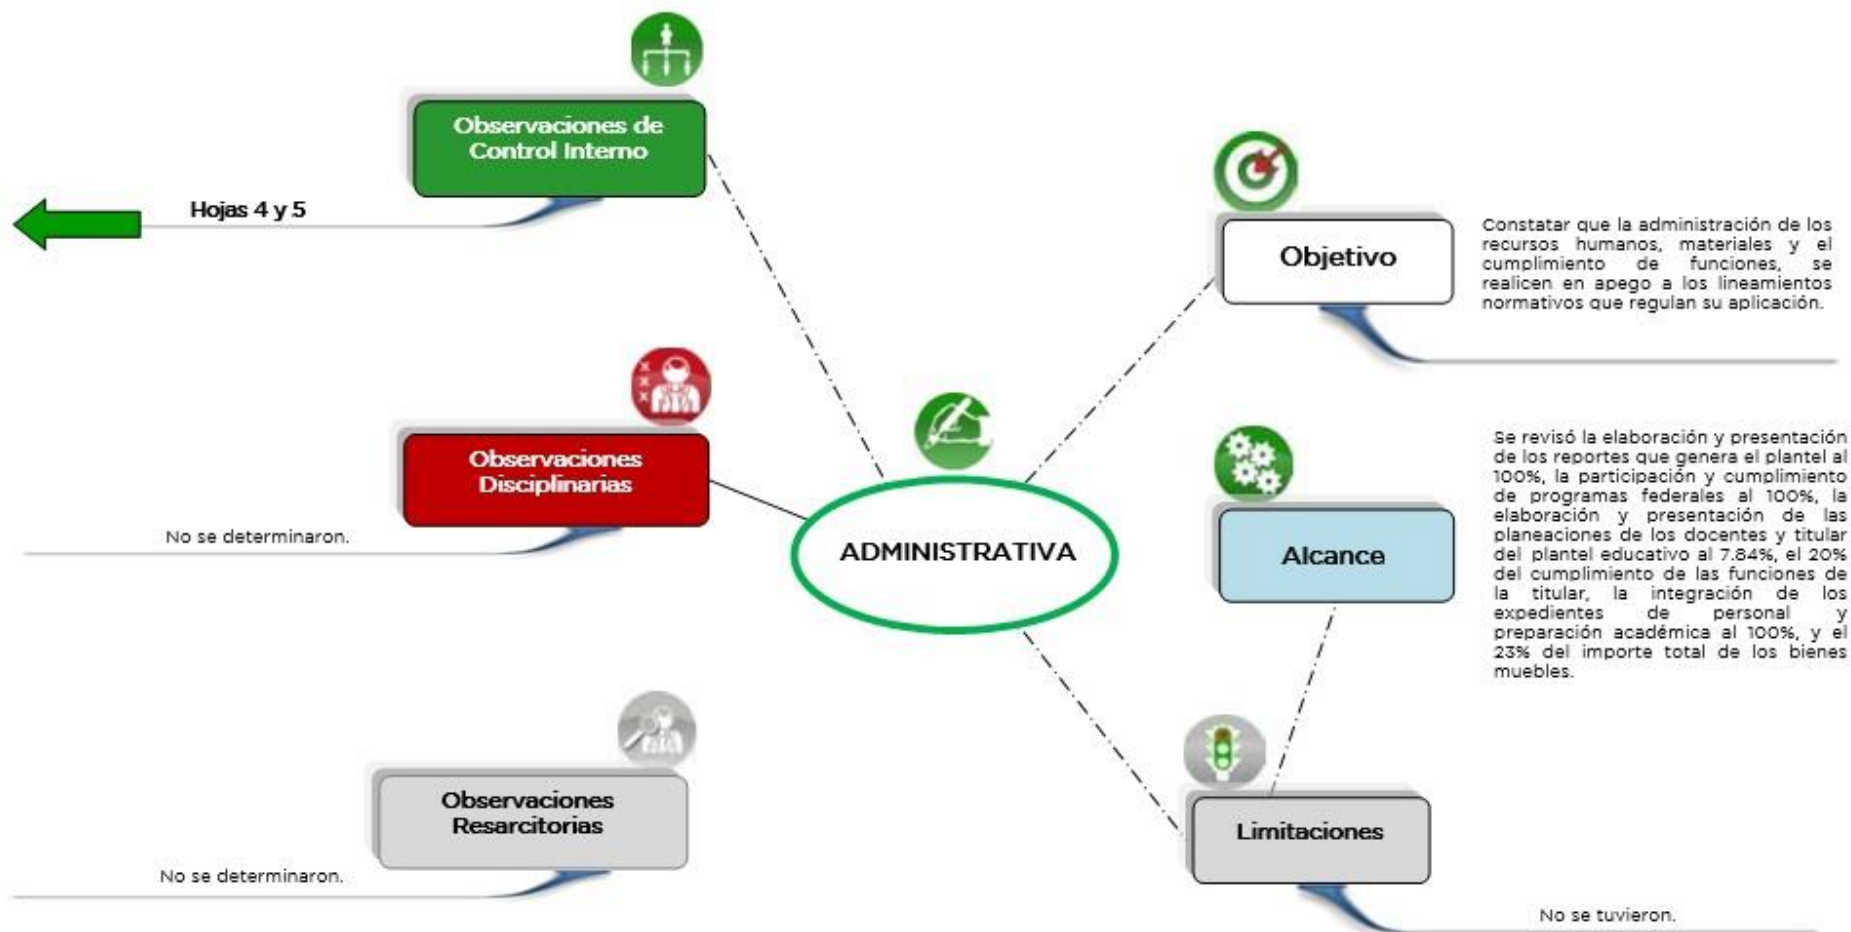 Observaciones de
Control Interno
Hojas 4 y 5
Objetivo
Constatar que la administración de los
recursos humanos, materiales y el
cumplimiento de funciones, se
realicen en apego a los lineamientos
normativos que regulan su aplicación.
Observaciones
Disciplinarias
No se determinaron.
ADMINISTRATIVA
Alcance
Se revisó la elaboración y presentación
de los reportes que genera el plantel al
100%, la participación y cumplimiento
de programas federales al 100%, la
elaboración y presentación de las
planeaciones de los docentes y titular
del plantel educativo al 7.84%, el 20%
del cumplimiento de las funciones de
la titular, la integración de los
expedientes de personal y
preparación académica al 100%, y el
23% del importe total de los bienes
muebles.
Observaciones
Resarcitorias
No se determinaron.
Limitaciones
No se tuvieron.